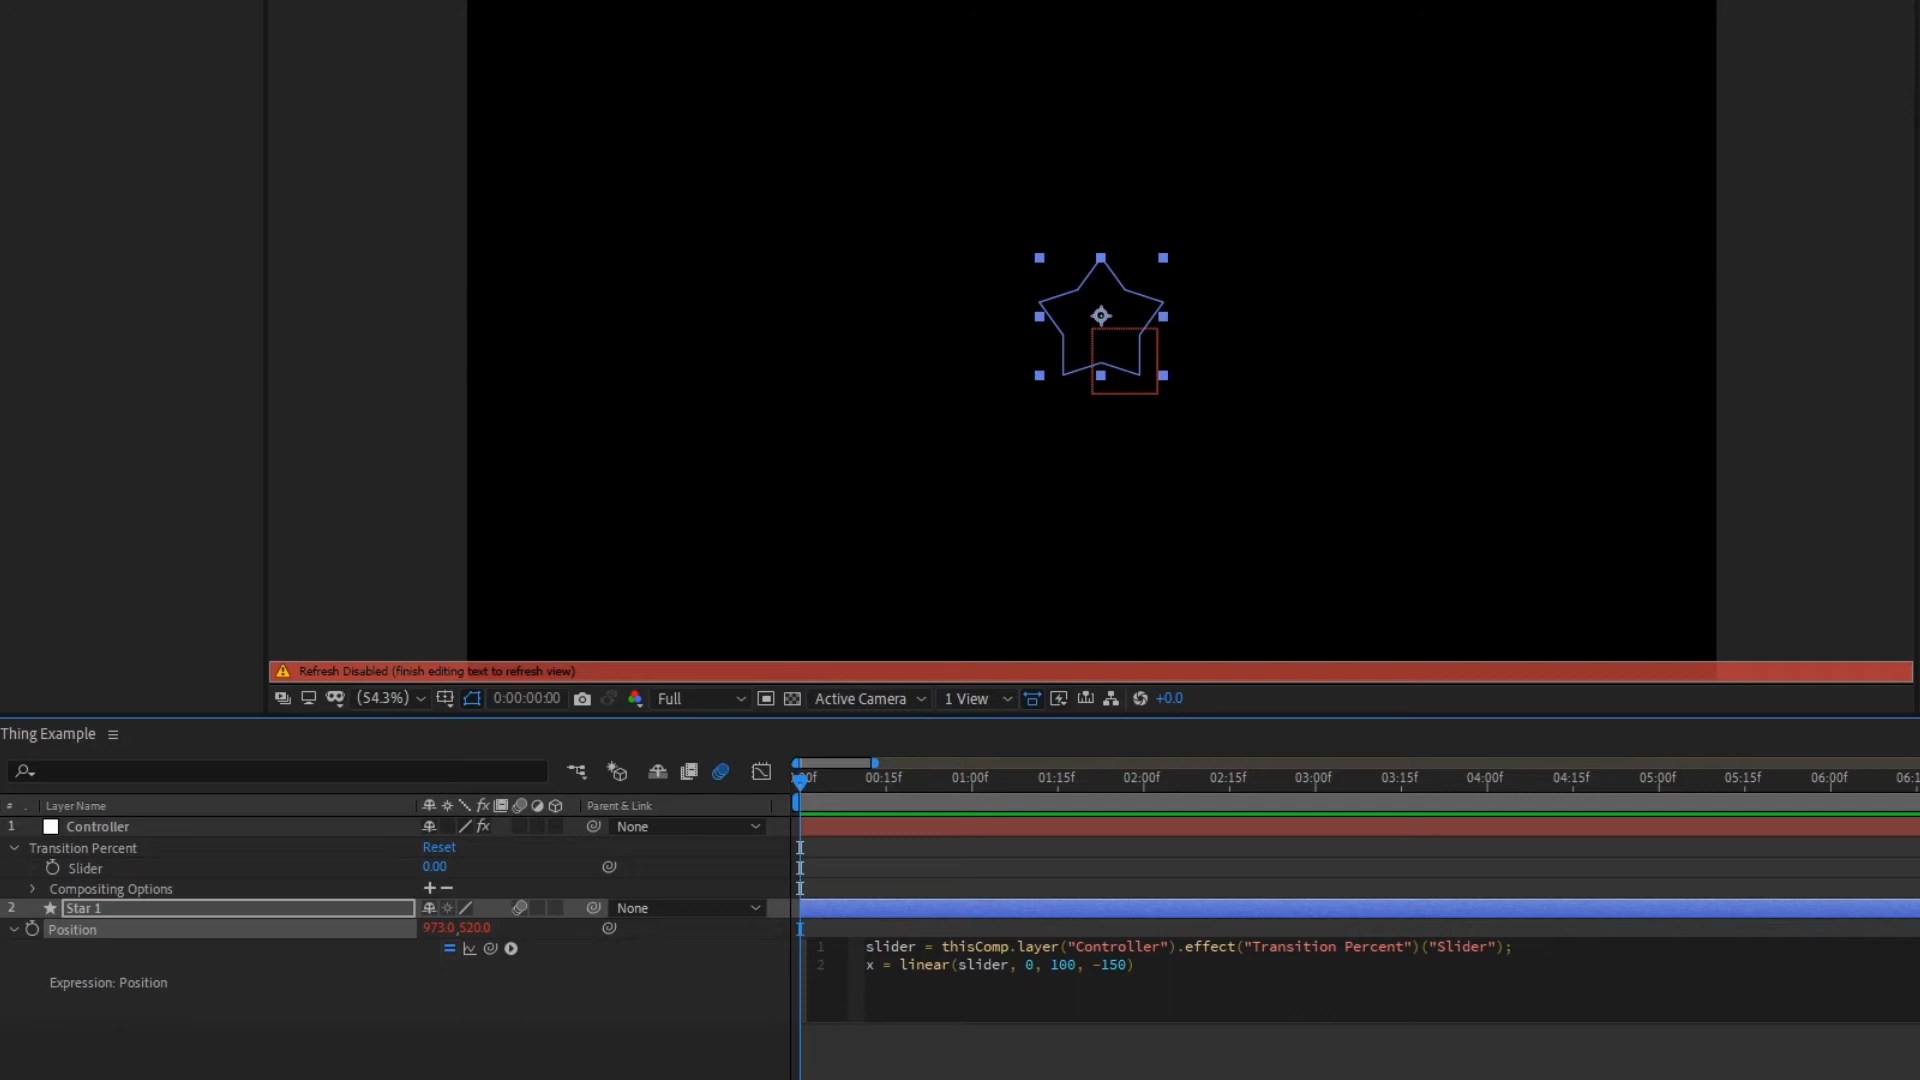 Refresh Disabled (finish editing text to refresh view)
(54.3%)
0:00:00:00
Full
Active Camera
1 View
+0.0
Thing Example
00:15f 01:00f 01:15f 02:00f 02:15f 03:00f 03:15f 04:00f 04:15f 05:00f 05:15f 06:00f
# . Layer Name
fx
Parent & Link
1 Controller
fx
None
Transition Percent
Reset
Slider
0.00
Compositing Options
2 Star 1
None
Position
973.0,520.0
1 slider = thisComp.layer("Controller").effect("Transition Percent")("Slider");
2 x = linear(slider, 0, 100, -150)
Expression: Position